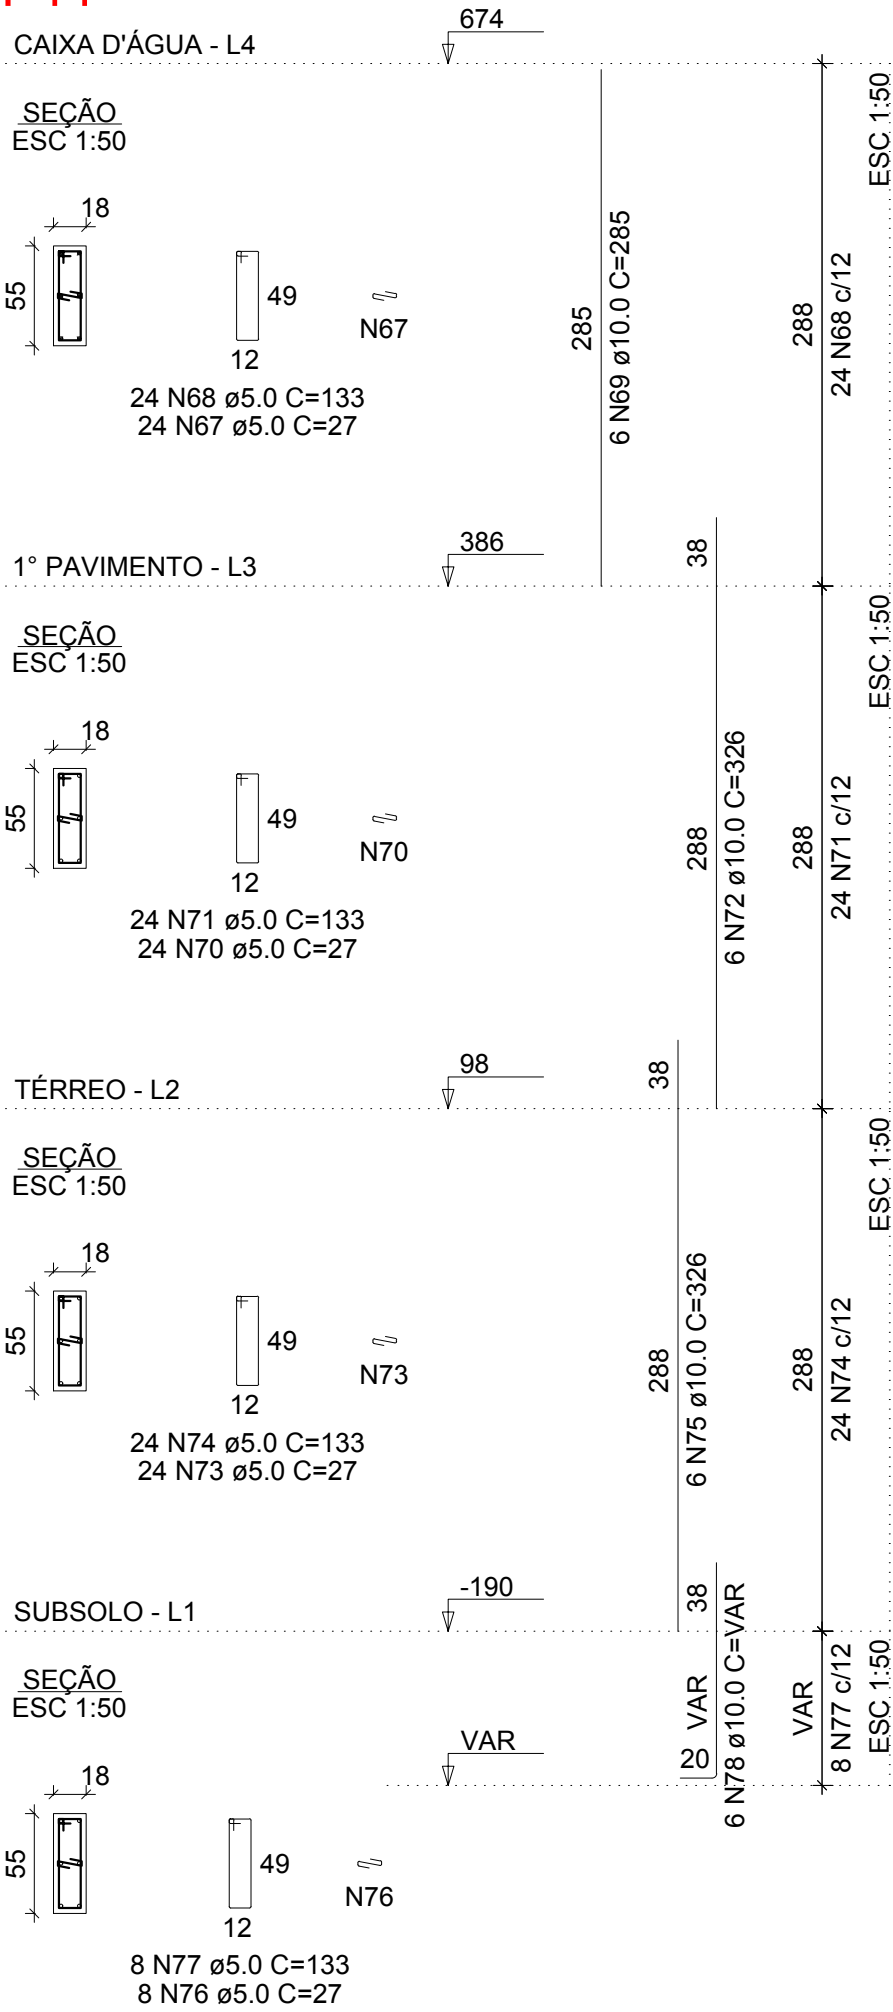 674
CAIXA D'ÁGUA - L4
SEÇÃO
ESC 1:50
ESC 1:50
18
55
49
12
N67
24 N68 ø5.0 C=133
24 N67 ø5.0 C=27
285
6 N69 ø10.0 C=285
288
24 N68 c/12
386
1° PAVIMENTO - L3
38
SEÇÃO
ESC 1:50
ESC 1:50
18
55
49
12
N70
24 N71 ø5.0 C=133
24 N70 ø5.0 C=27
288
6 N72 ø10.0 C=326
288
24 N71 c/12
98
TÉRREO - L2
38
SEÇÃO
ESC 1:50
ESC 1:50
18
55
49
12
N73
24 N74 ø5.0 C=133
24 N73 ø5.0 C=27
288
6 N75 ø10.0 C=326
288
24 N74 c/12
-190
SUBSOLO - L1
38
SEÇÃO
ESC 1:50
VAR
20
VAR
6 N78 ø10.0 C=VAR
VAR
8 N77 c/12
ESC 1:50
18
55
49
12
N76
8 N77 ø5.0 C=133
8 N76 ø5.0 C=27